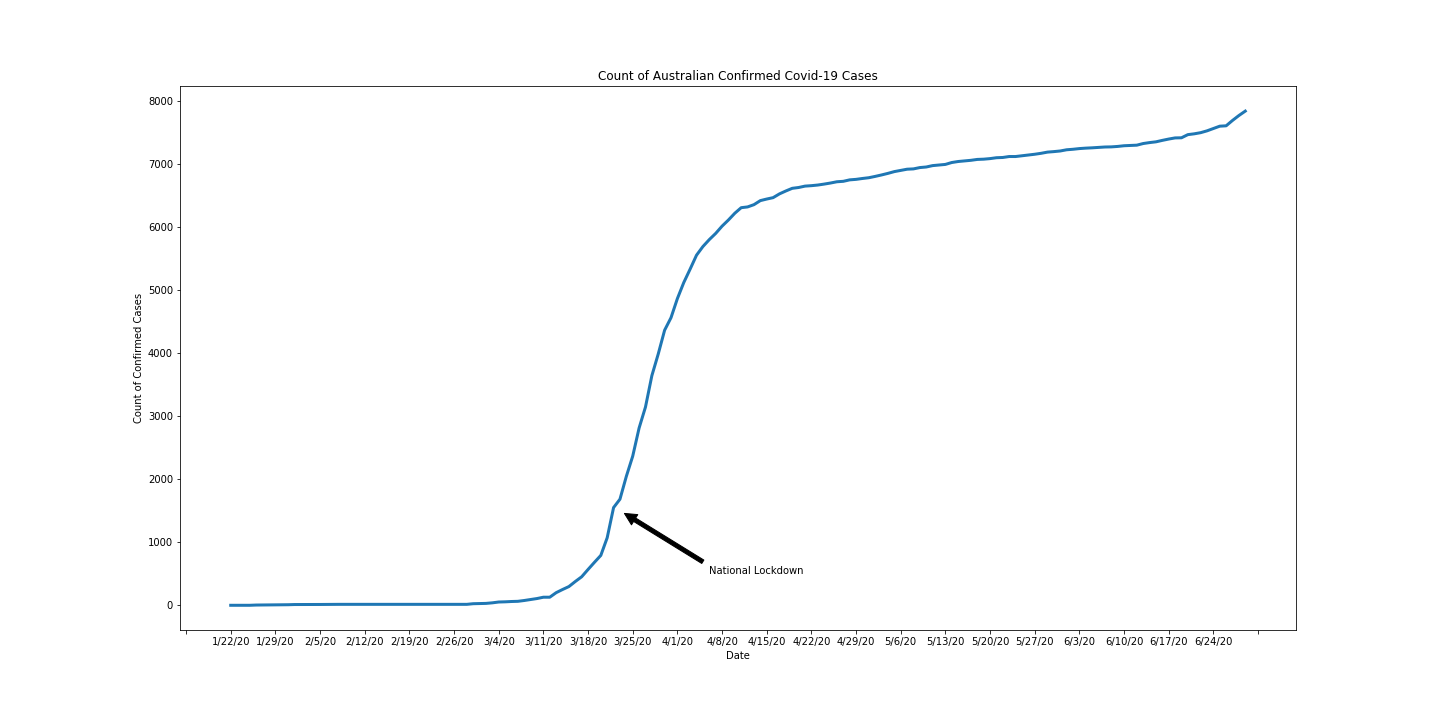 Count of Australian Confirmed Covid-19 Cases
Count of Confirmed Cases
8000
7000
6000
5000
4000
3000
2000
1000
0
National Lockdown
1/22/20 1/29/20 2/5/20 2/12/20 2/19/20 2/26/20 3/4/20 3/11/20 3/18/20 3/25/20 4/1/20 4/8/20 4/15/20 4/22/20 4/29/20 5/6/20 5/13/20 5/20/20 5/27/20 6/3/20 6/10/20 6/17/20 6/24/20
Date